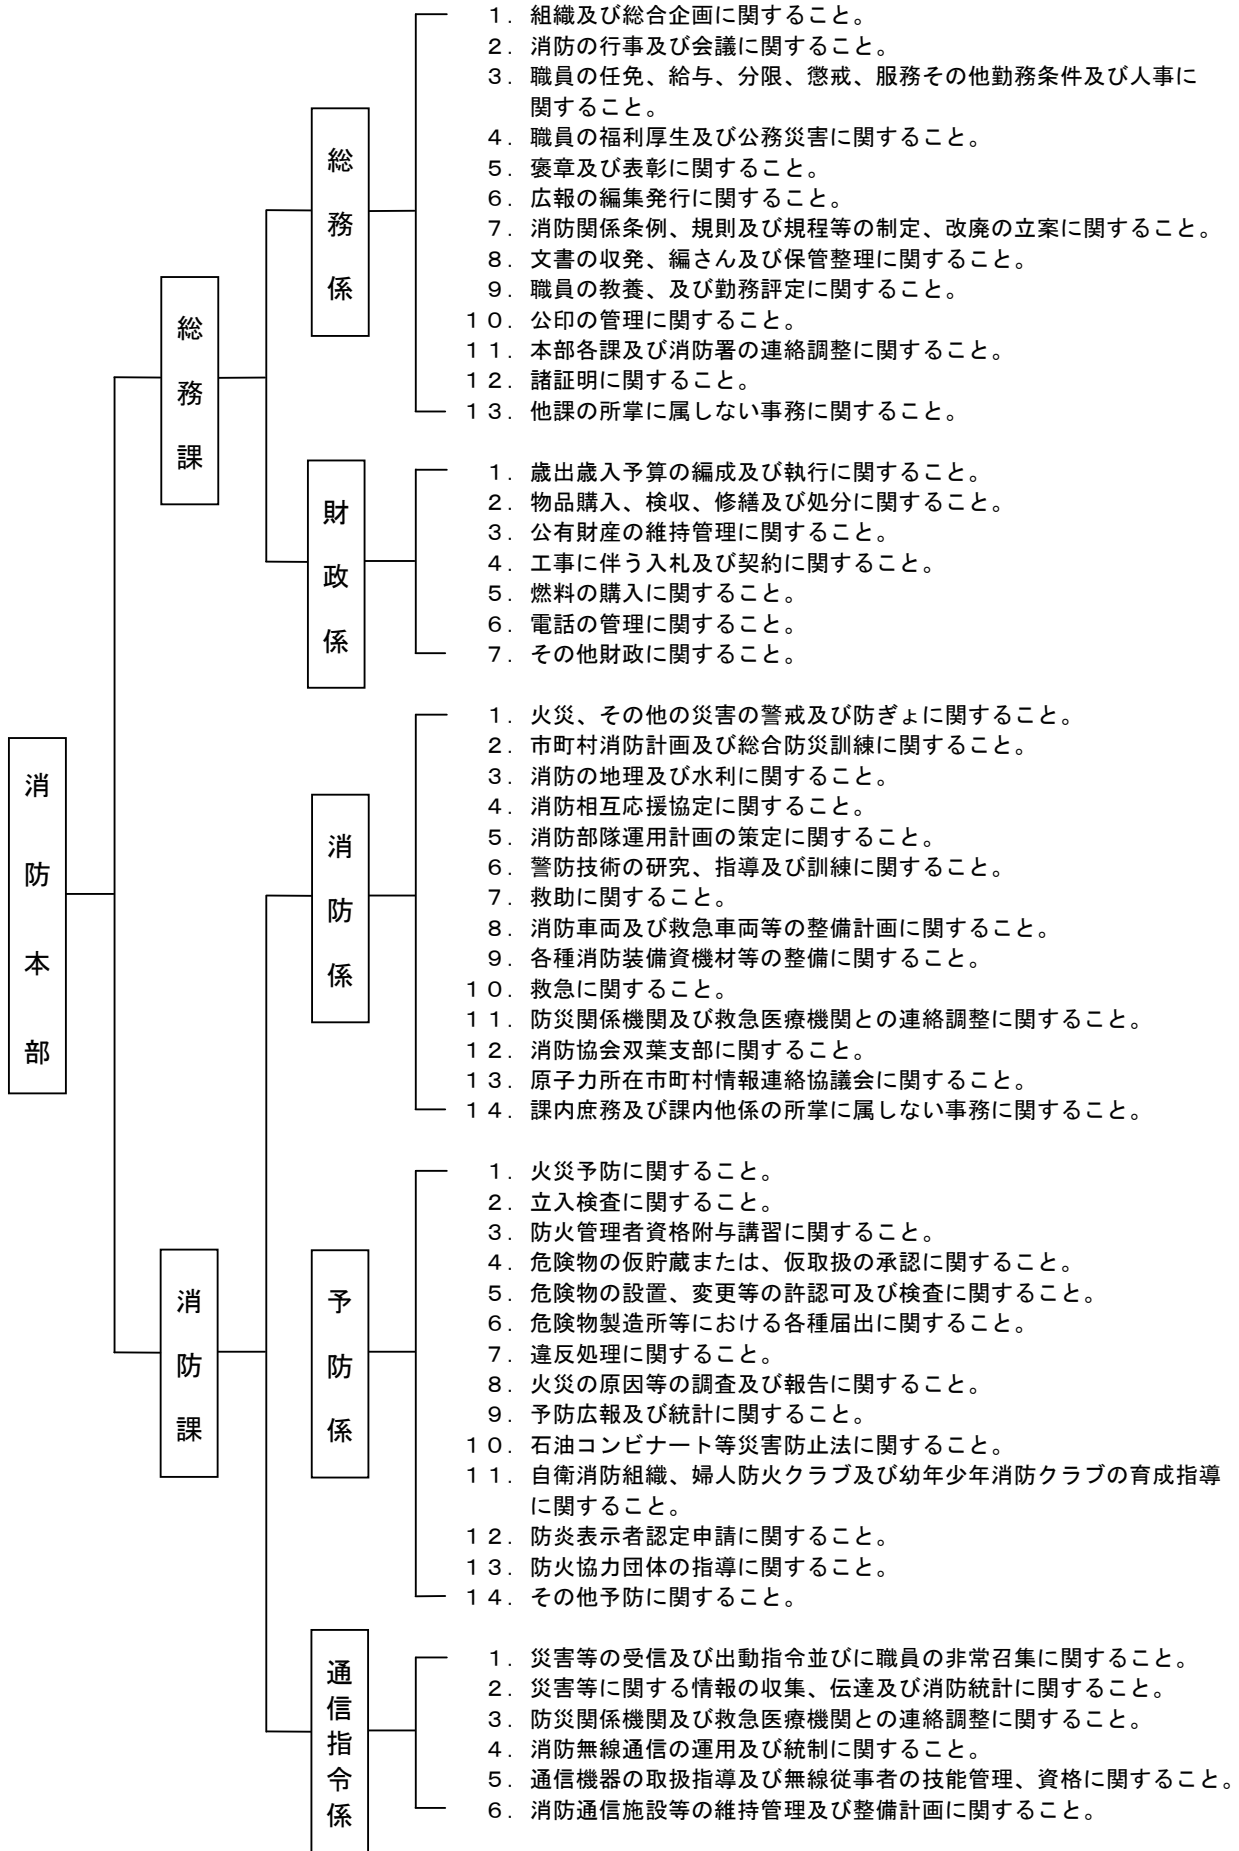 消防本部
総務課
総務係
１．組織及び総合企画に関すること。
２．消防の行事及び会議に関すること。
３．職員の任免、給与、分限、懲戒、服務その他勤務条件及び人事に
関すること。
４．職員の福利厚生及び公務災害に関すること。
５．褒章及び表彰に関すること。
６．広報の編集発行に関すること。
７．消防関係条例、規則及び規程等の制定、改廃の立案に関すること。
８．文書の収発、編さん及び保管整理に関すること。
９．職員の教養、及び勤務評定に関すること。
１０．公印の管理に関すること。
１１．本部各課及び消防署の連絡調整に関すること。
１２．諸証明に関すること。
１３．他課の所掌に属しない事務に関すること。
財政係
１．歳出歳入予算の編成及び執行に関すること。
２．物品購入、検収、修繕及び処分に関すること。
３．公有財産の維持管理に関すること。
４．工事に伴う入札及び契約に関すること。
５．燃料の購入に関すること。
６．電話の管理に関すること。
７．その他財政に関すること。
消防課
消防係
１．火災、その他の災害の警戒及び防ぎょに関すること。
２．市町村消防計画及び総合防災訓練に関すること。
３．消防の地理及び水利に関すること。
４．消防相互応援協定に関すること。
５．消防部隊運用計画の策定に関すること。
６．警防技術の研究、指導及び訓練に関すること。
７．救助に関すること。
８．消防車両及び救急車両等の整備計画に関すること。
９．各種消防装備資機材等の整備に関すること。
１０．救急に関すること。
１１．防災関係機関及び救急医療機関との連絡調整に関すること。
１２．消防協会双葉支部に関すること。
１３．原子力所在市町村情報連絡協議会に関すること。
１４．課内庶務及び課内他係の所掌に属しない事務に関すること。
予防係
１．火災予防に関すること。
２．立入検査に関すること。
３．防火管理者資格附与講習に関すること。
４．危険物の仮貯蔵または、仮取扱の承認に関すること。
５．危険物の設置、変更等の許認可及び検査に関すること。
６．危険物製造所等における各種届出に関すること。
７．違反処理に関すること。
８．火災の原因等の調査及び報告に関すること。
９．予防広報及び統計に関すること。
１０．石油コンビナート等災害防止法に関すること。
１１．自衛消防組織、婦人防火クラブ及び幼年少年消防クラブの育成指導
に関すること。
１２．防炎表示者認定申請に関すること。
１３．防火協力団体の指導に関すること。
１４．その他予防に関すること。
通信指令係
１．災害等の受信及び出動指令並びに職員の非常召集に関すること。
２．災害等に関する情報の収集、伝達及び消防統計に関すること。
３．防災関係機関及び救急医療機関との連絡調整に関すること。
４．消防無線通信の運用及び統制に関すること。
５．通信機器の取扱指導及び無線従事者の技能管理、資格に関すること。
６．消防通信施設等の維持管理及び整備計画に関すること。